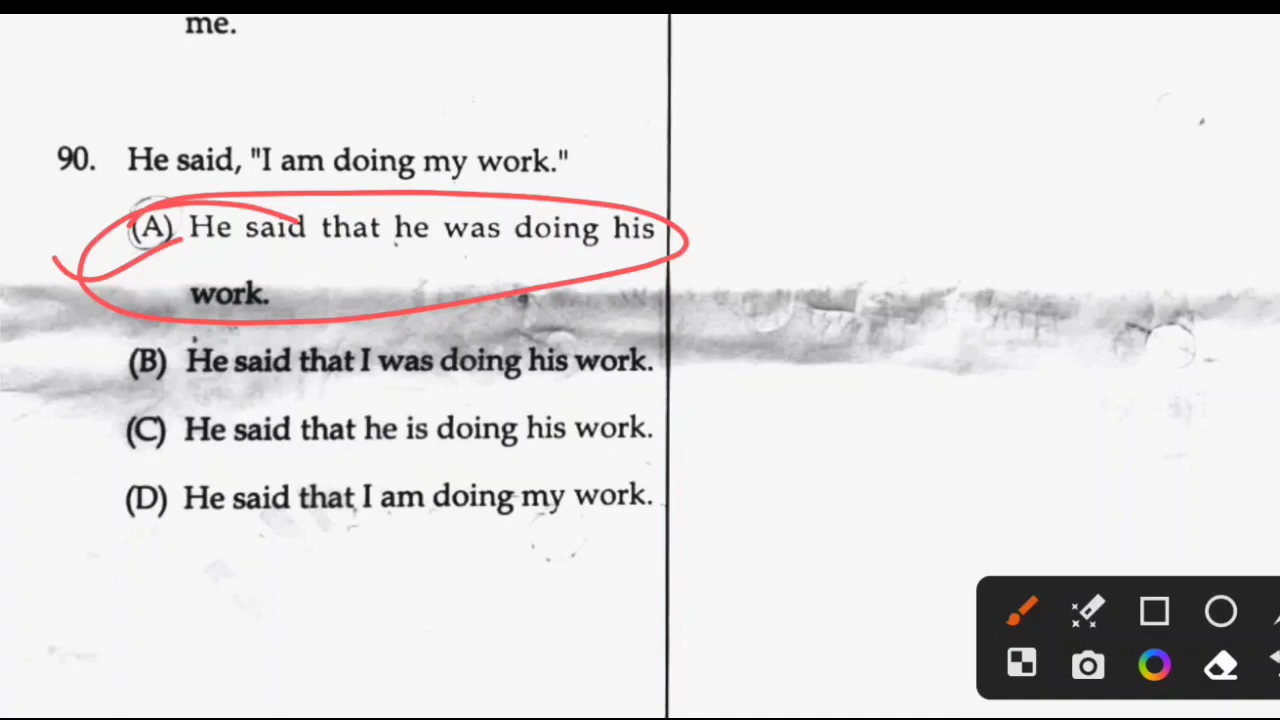 me.
90. He said, "I am doing my work."
(A) He said that he was doing his
work.
(B) He said that I was doing his work.
(C) He said that he is doing his work.
(D) He said that I am doing my work.